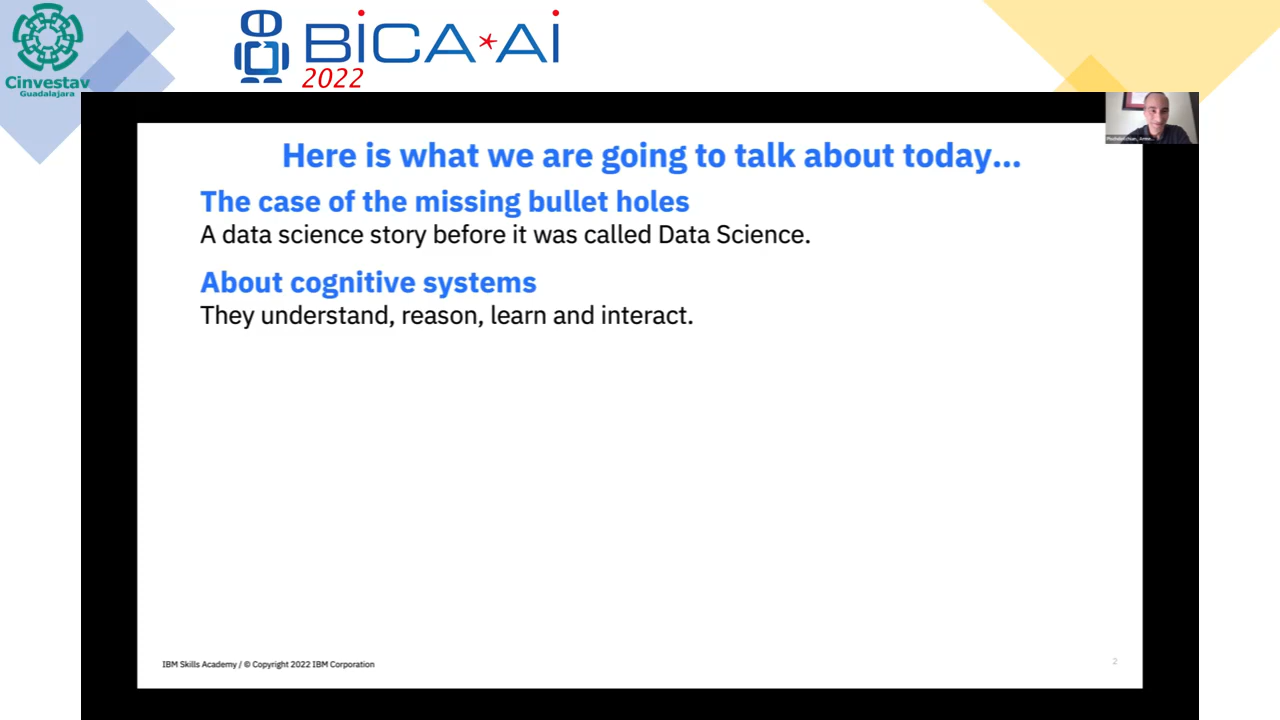 Cinvestav
Guadalajara
BICA*AI
2022
Here is what we are going to talk about today...
The case of the missing bullet holes
A data science story before it was called Data Science.
About cognitive systems
They understand, reason, learn and interact.
IBM Skills Academy / © Copyright 2022 IBM Corporation
2